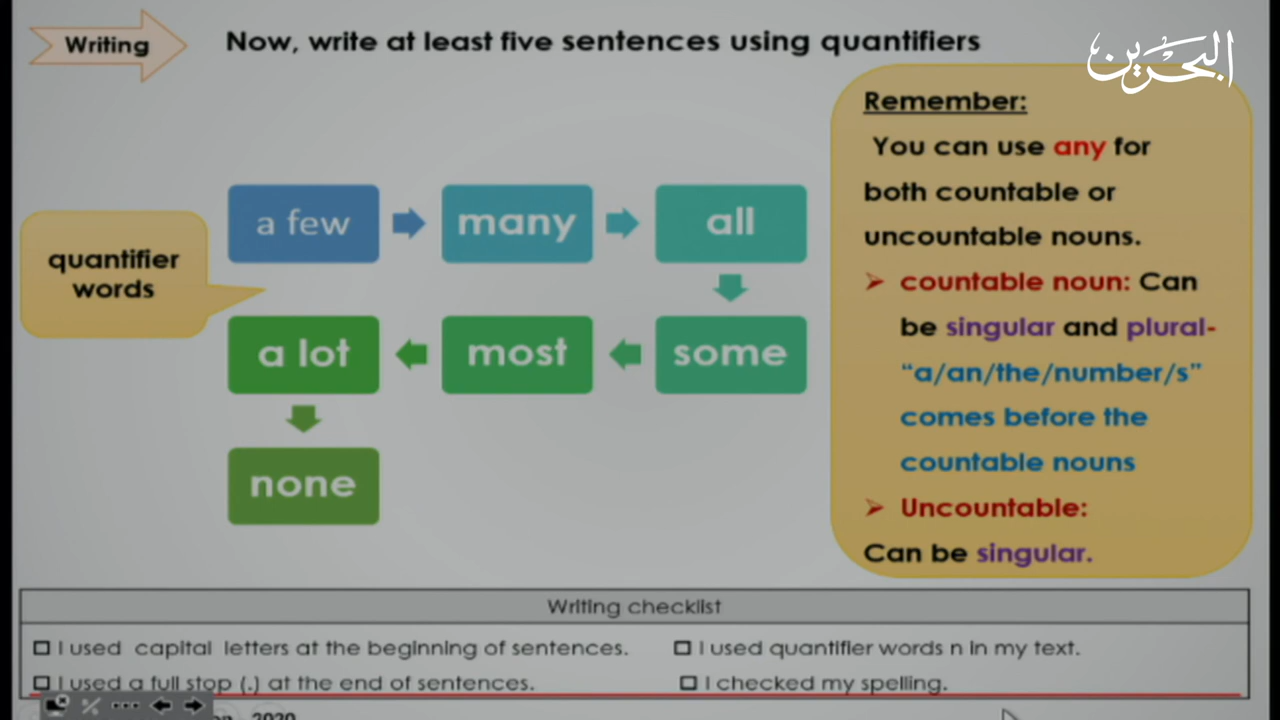 Writing
Now, write at least five sentences using quantifiers
البحرين
quantifier
words
a few
many
all
some
most
a lot
none
Remember:
You can use any for
both countable or
uncountable nouns.
countable noun: Can
be singular and plural-
“a/an/the/number/s”
comes before the
countable nouns
Uncountable:
Can be singular.
Writing checklist
I used capital letters at the beginning of sentences.
I used quantifier words n in my text.
I used a full stop (.) at the end of sentences.
I checked my spelling.
2020